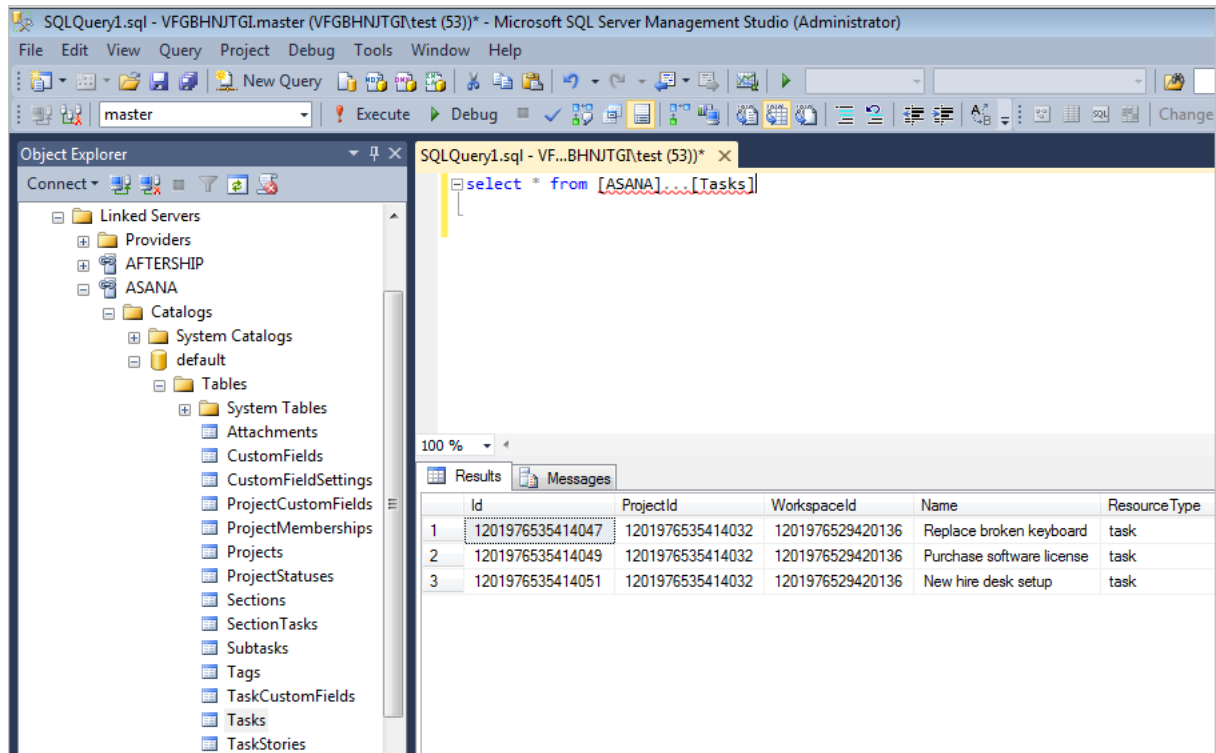 SQLQuery1.sql - VFGBHNJTGI.master (VFGBHNJTGI\test (53))* - Microsoft SQL Server Management Studio (Administrator)
File Edit View Query Project Debug Tools Window Help
New Query
master Execute Debug Change
Object Explorer
SQLQuery1.sql - VF...BHNJTGI\test (53))*
Connect
select * from [ASANA]...[Tasks]
Linked Servers
Providers
AFTERSHIP
ASANA
Catalogs
System Catalogs
default
Tables
System Tables
Attachments
CustomFields
CustomFieldSettings
ProjectCustomFields
ProjectMemberships
Projects
ProjectStatuses
Sections
SectionTasks
Subtasks
Tags
TaskCustomFields
Tasks
TaskStories
100 %
Results Messages
Id ProjectId WorkspaceId Name ResourceType
1 1201976535414047 1201976535414032 1201976529420136 Replace broken keyboard task
2 1201976535414049 1201976535414032 1201976529420136 Purchase software license task
3 1201976535414051 1201976535414032 1201976529420136 New hire desk setup task